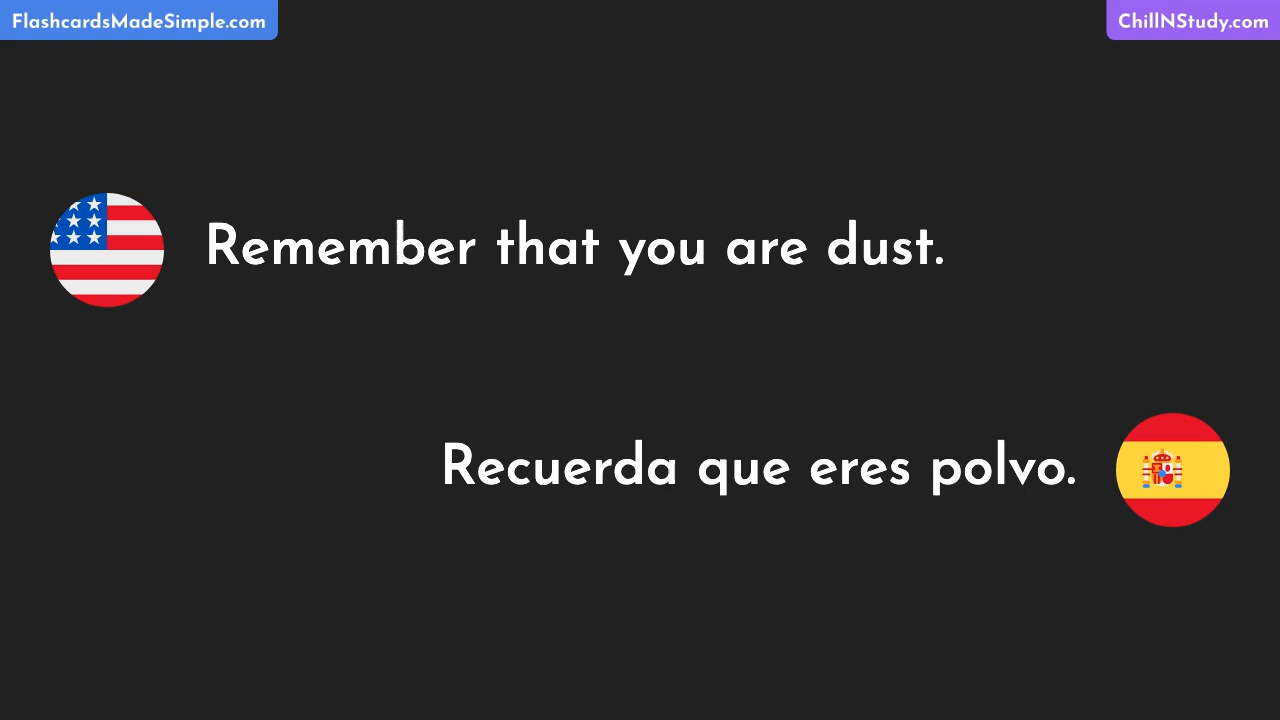 FlashcardsMadeSimple.com
ChillNStudy.com
Remember that you are dust.
Recuerda que eres polvo.